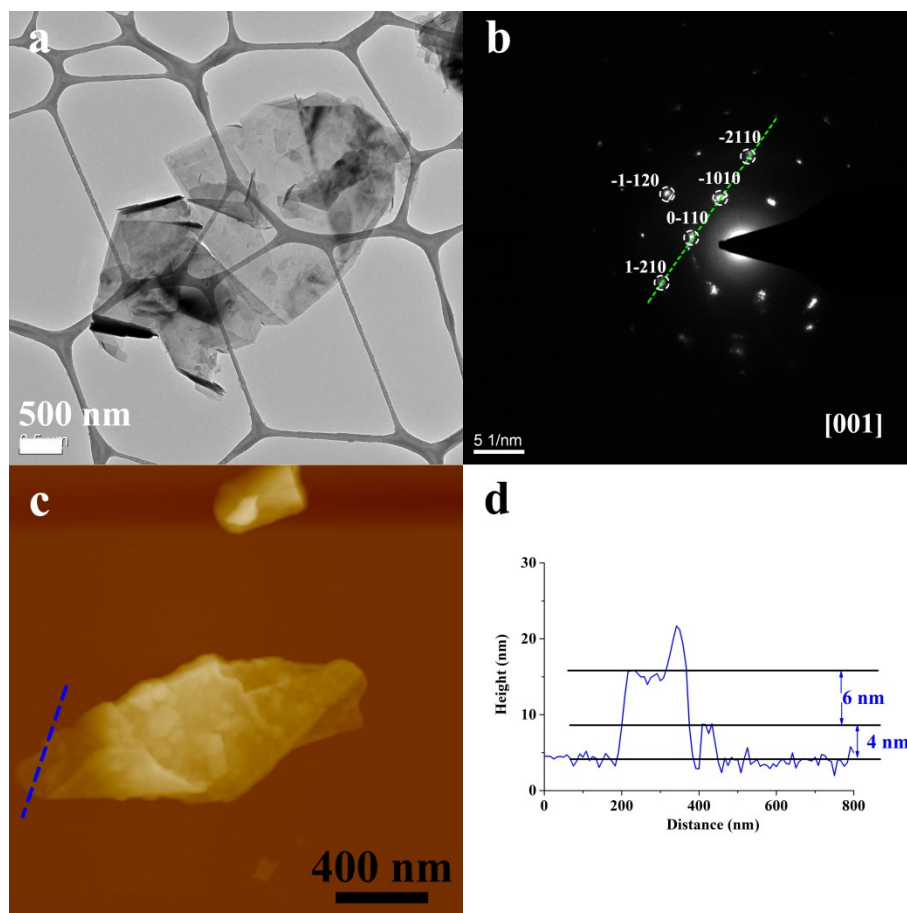 a
500 nm
b
-2110
-1-120
-1010
0-110
1-210
5 1/nm
[001]
c
400 nm
d
30
20
10
0
Height (nm)
6 nm
4 nm
0 200 400 600 800
Distance (nm)